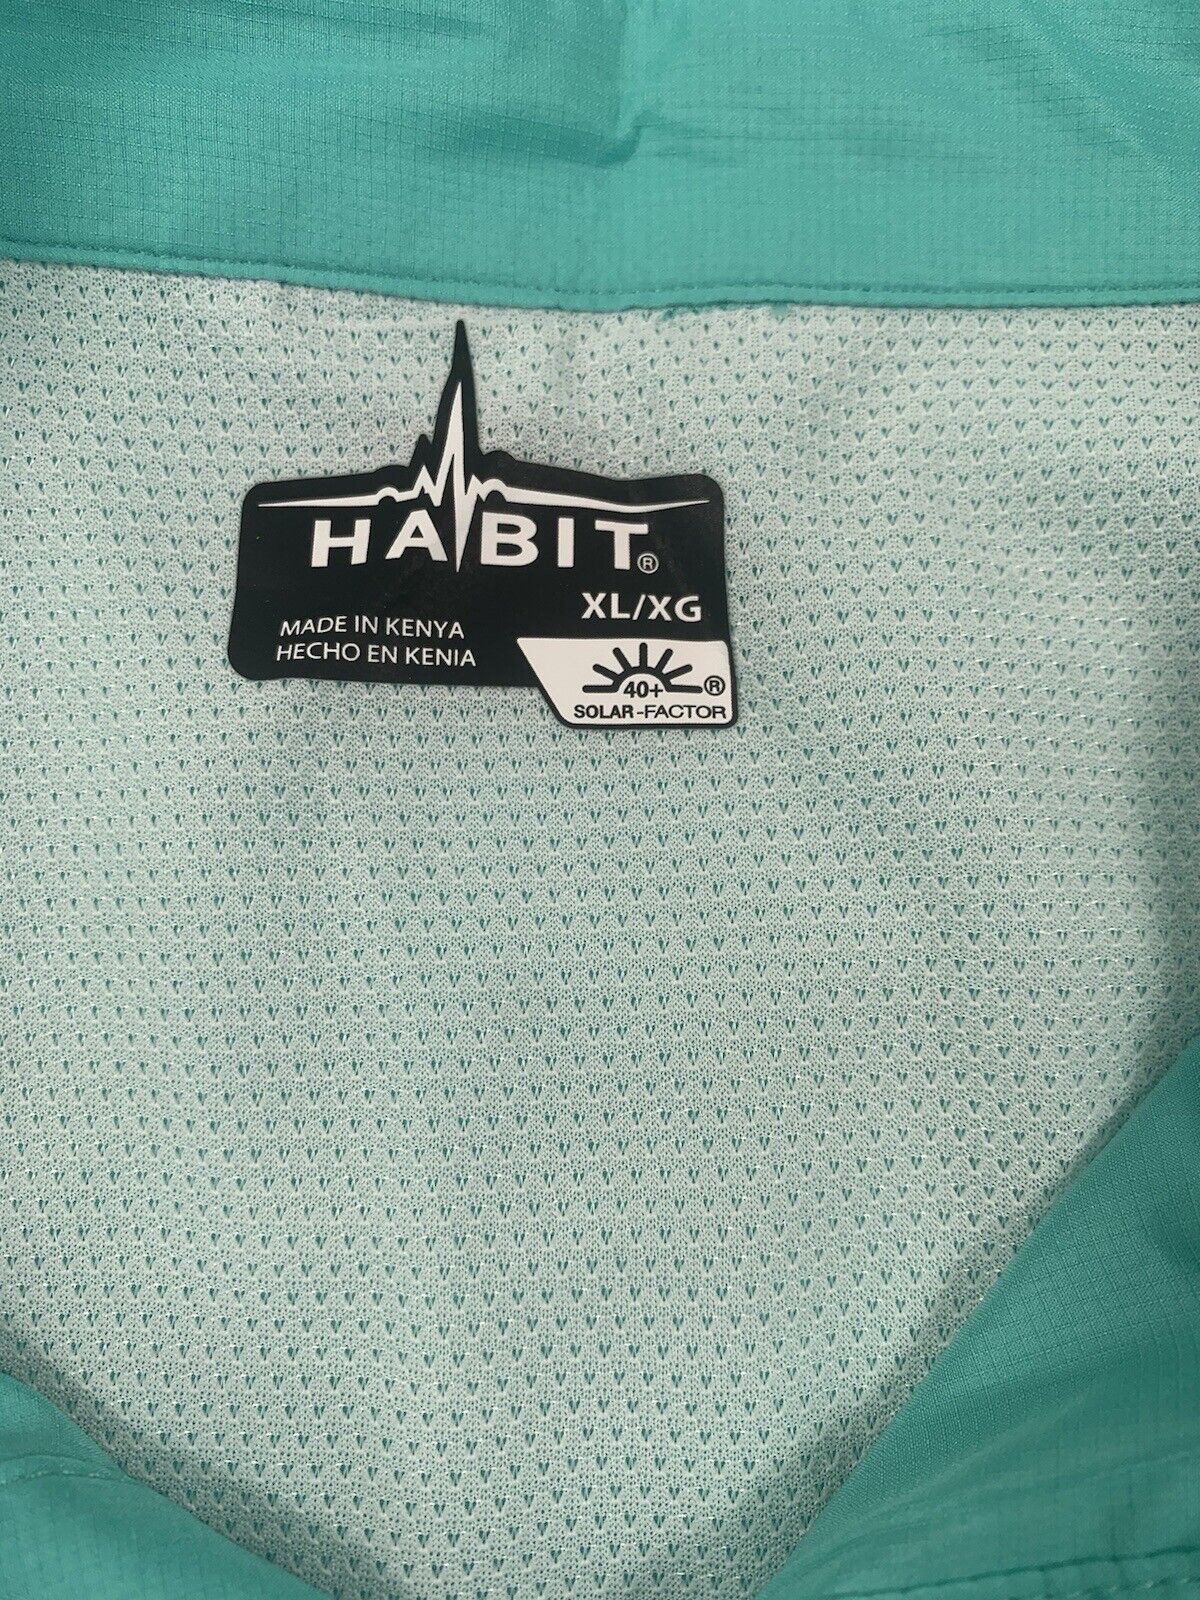 HABIT®
XL/XG
MADE IN KENYA
HECHO EN KENIA
40+ ®
SOLAR-FACTOR